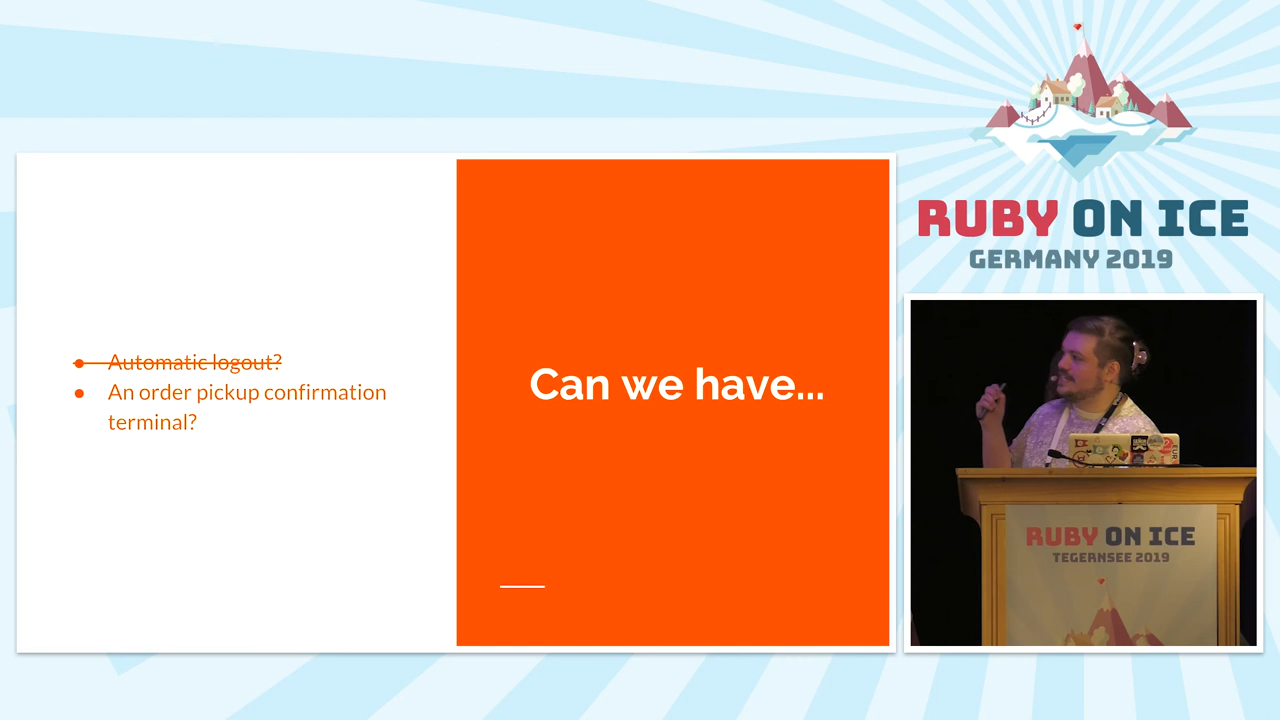 Automatic logout?
An order pickup confirmation
terminal?
Can we have...
RUBY ON ICE
GERMANY 2019
RUBY ON ICE
TEGERNSEE 2019